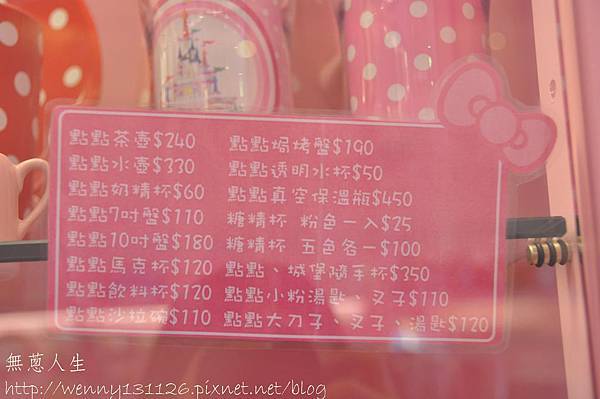 點點茶壺$240
點點水壺$330
點點奶精杯$60
點點7吋盤$110
點點10吋盤$180
點點馬克杯$120
點點飲料杯$120
點點沙拉碗$110
點點焗烤盤$190
點點透明水杯$50
點點真空保溫瓶$450
糖精杯 粉色一入$25
糖精杯 五色各一$100
點點、城堡隨手杯$350
點點小粉湯匙、叉子$110
點點大刀子、叉子、湯匙$120
無蔥人生
http://wenny131126.pixnet.net/blog